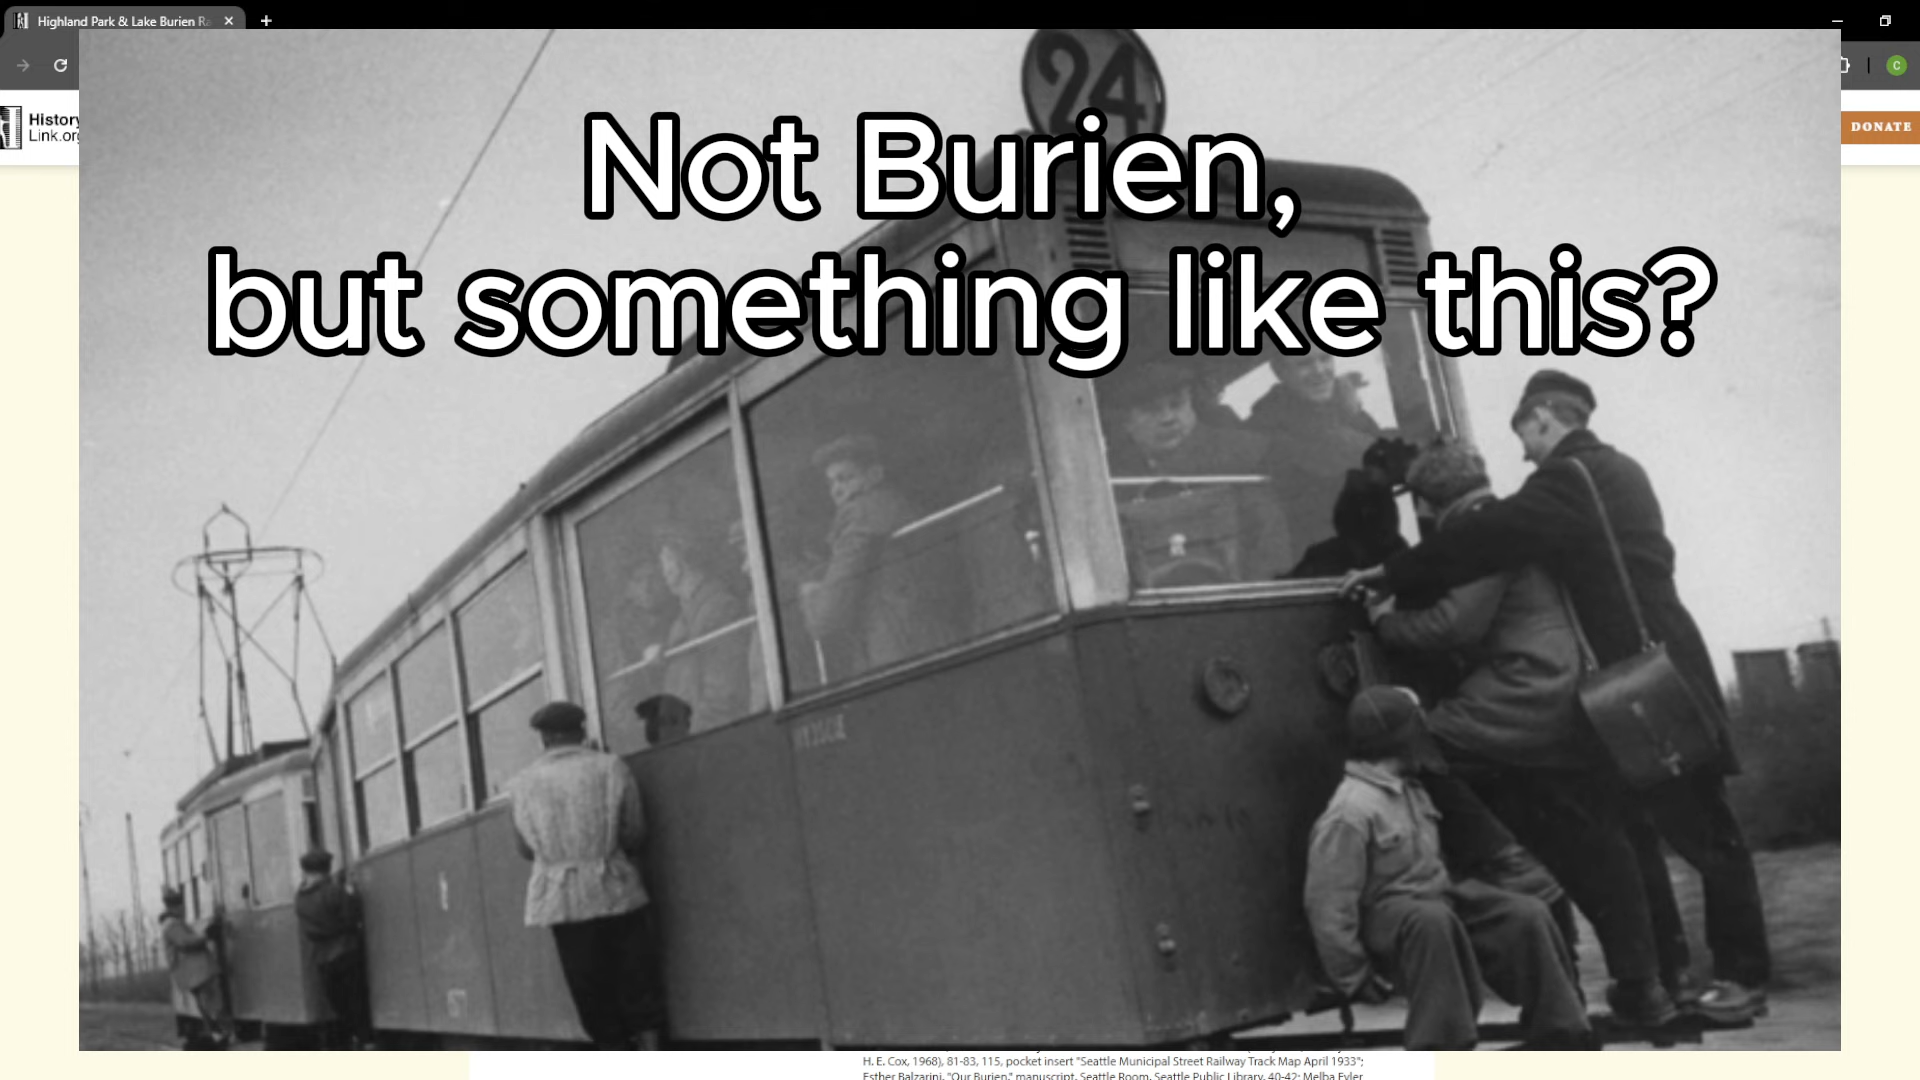 Highland Park & Lake Burien Ra
History
Link.org
C
DONATE
24
Not Burien,
but something like this?
H. E. Cox, 1968), 81-83, 115, pocket insert "Seattle Municipal Street Railway Track Map April 1933";
Esther Balzarini, "Our Burien," manuscript, Seattle Room, Seattle Public Library, 40-42; Melba Eyler